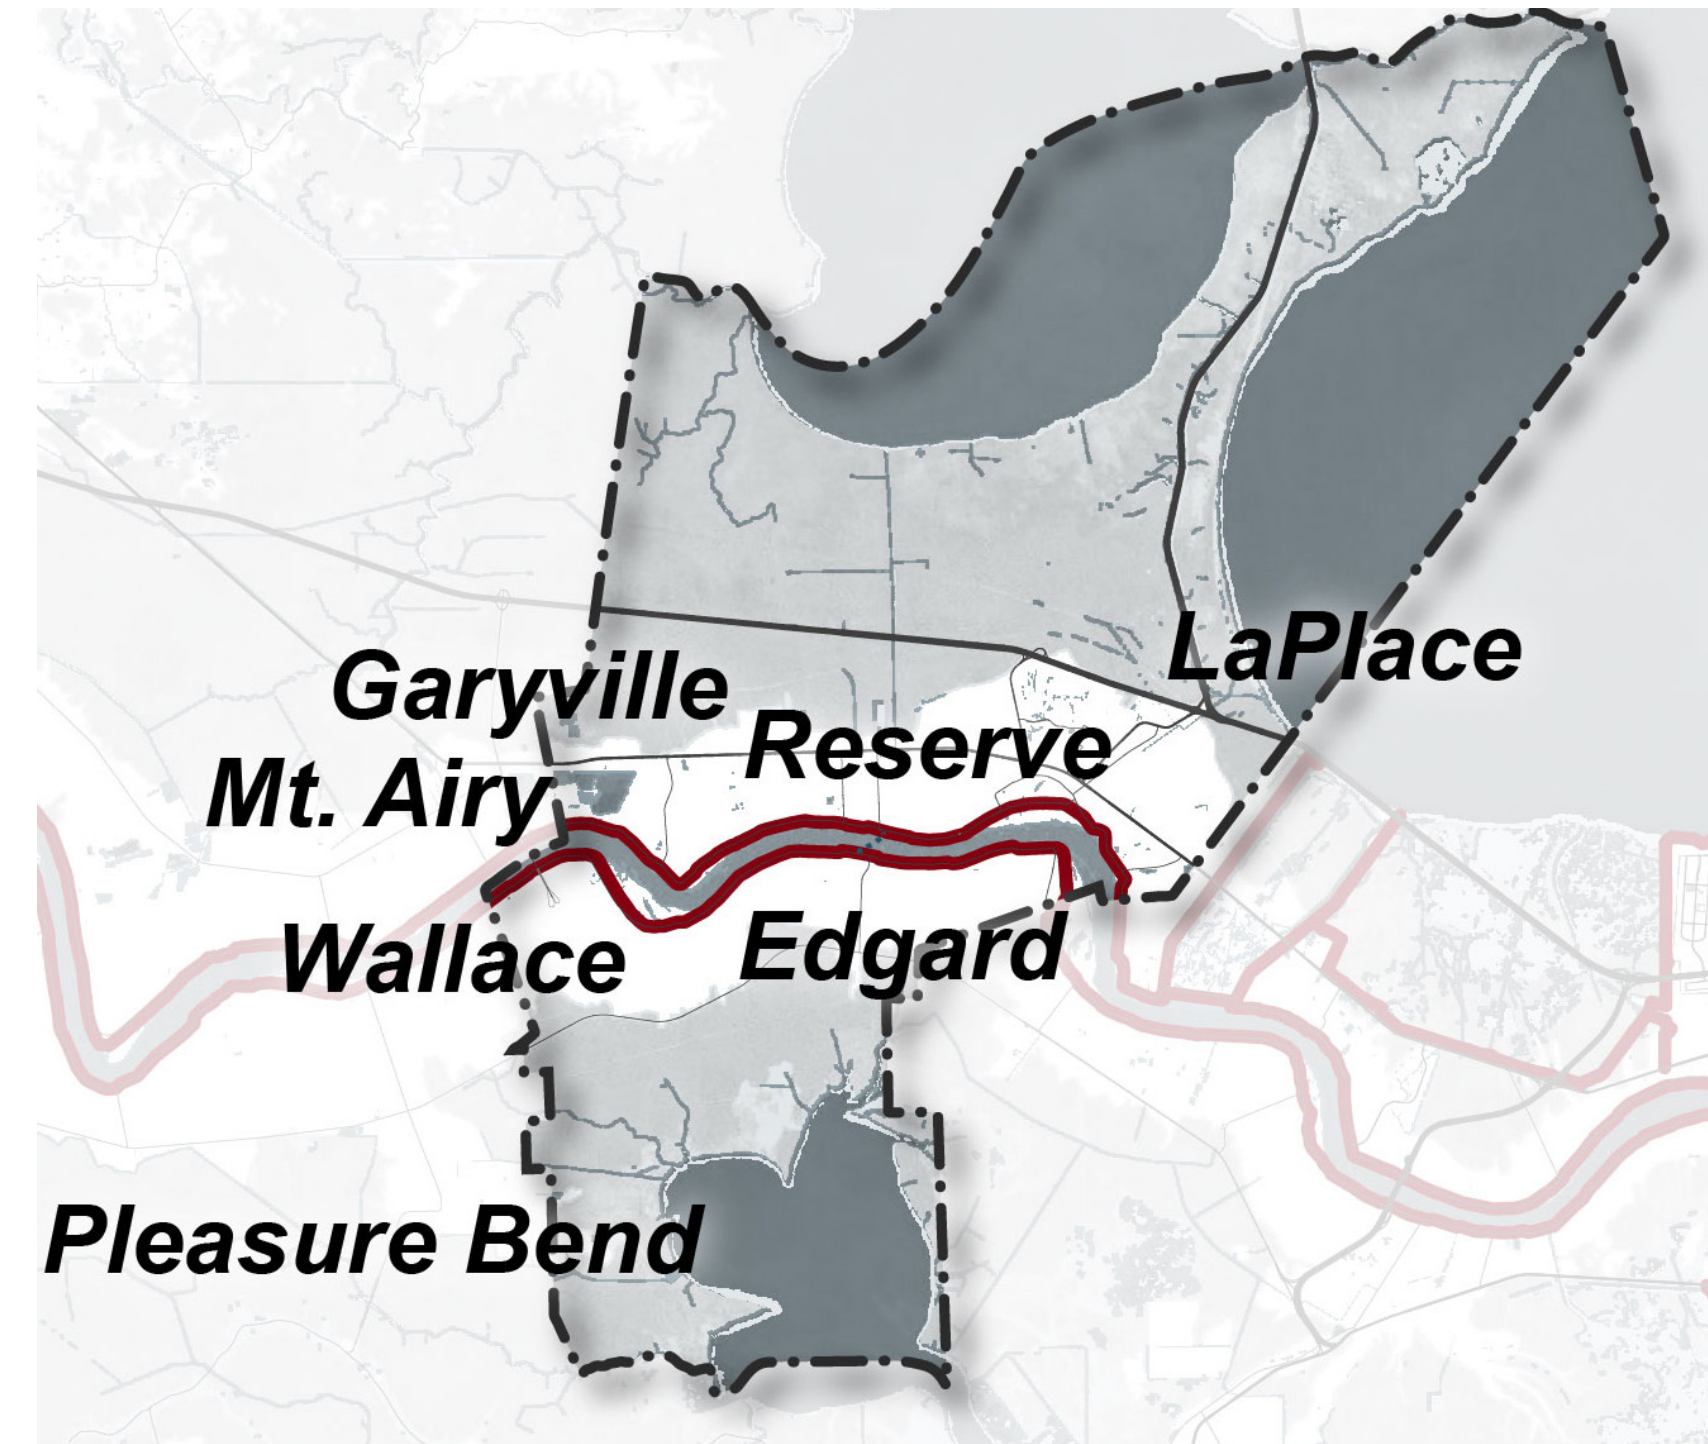 LaPlace
Garyville
Reserve
Mt. Airy
Wallace
Edgard
Pleasure Bend